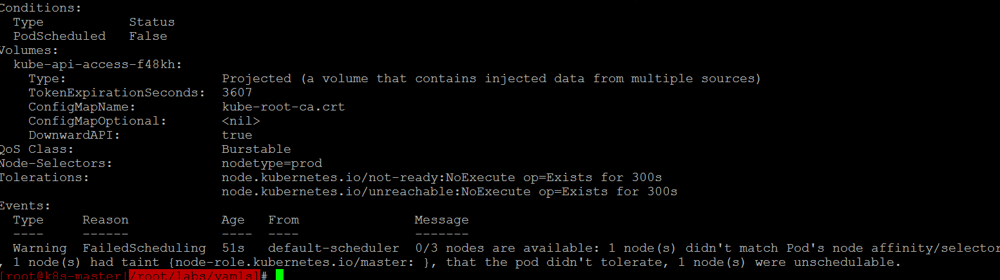 Conditions:
  Type           Status
  PodScheduled   False
Volumes:
  kube-api-access-f48kh:
    Type:                    Projected (a volume that contains injected data from multiple sources)
    TokenExpirationSeconds:  3607
    ConfigMapName:           kube-root-ca.crt
    ConfigMapOptional:       <nil>
    DownwardAPI:             true
QoS Class:                   Burstable
Node-Selectors:              nodetype=prod
Tolerations:                 node.kubernetes.io/not-ready:NoExecute op=Exists for 300s
                             node.kubernetes.io/unreachable:NoExecute op=Exists for 300s
Events:
  Type     Reason            Age   From               Message
  ----     ------            ----  ----               -------
  Warning  FailedScheduling  51s   default-scheduler  0/3 nodes are available: 1 node(s) didn't match Pod's node affinity/selector
, 1 node(s) had taint {node-role.kubernetes.io/master: }, that the pod didn't tolerate, 1 node(s) were unschedulable.
[root@k8s-master]/root/labs/yamls]#